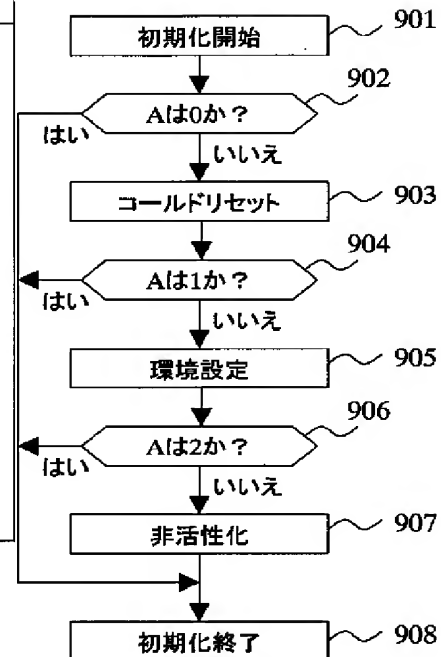 初期化開始
901
902
Aは0か？
はい
いいえ
コールドリセット
903
904
Aは1か？
はい
いいえ
環境設定
905
906
Aは2か？
はい
いいえ
非活性化
907
初期化終了
908